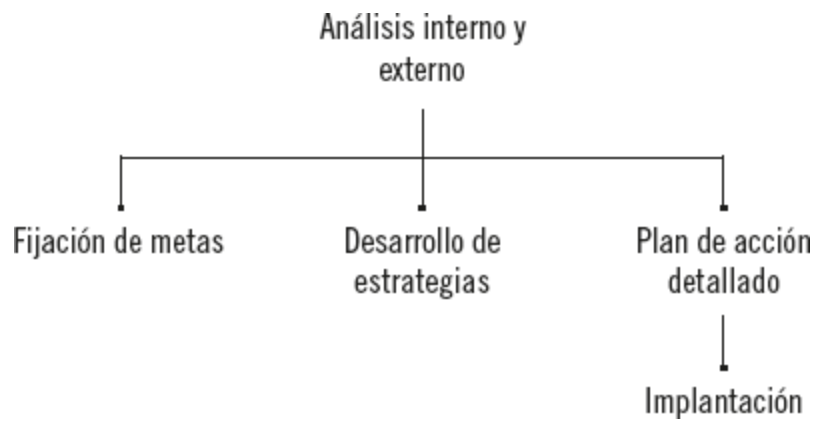 Análisis interno y
externo
Fijación de metas
Desarrollo de
estrategias
Plan de acción
detallado
Implantación